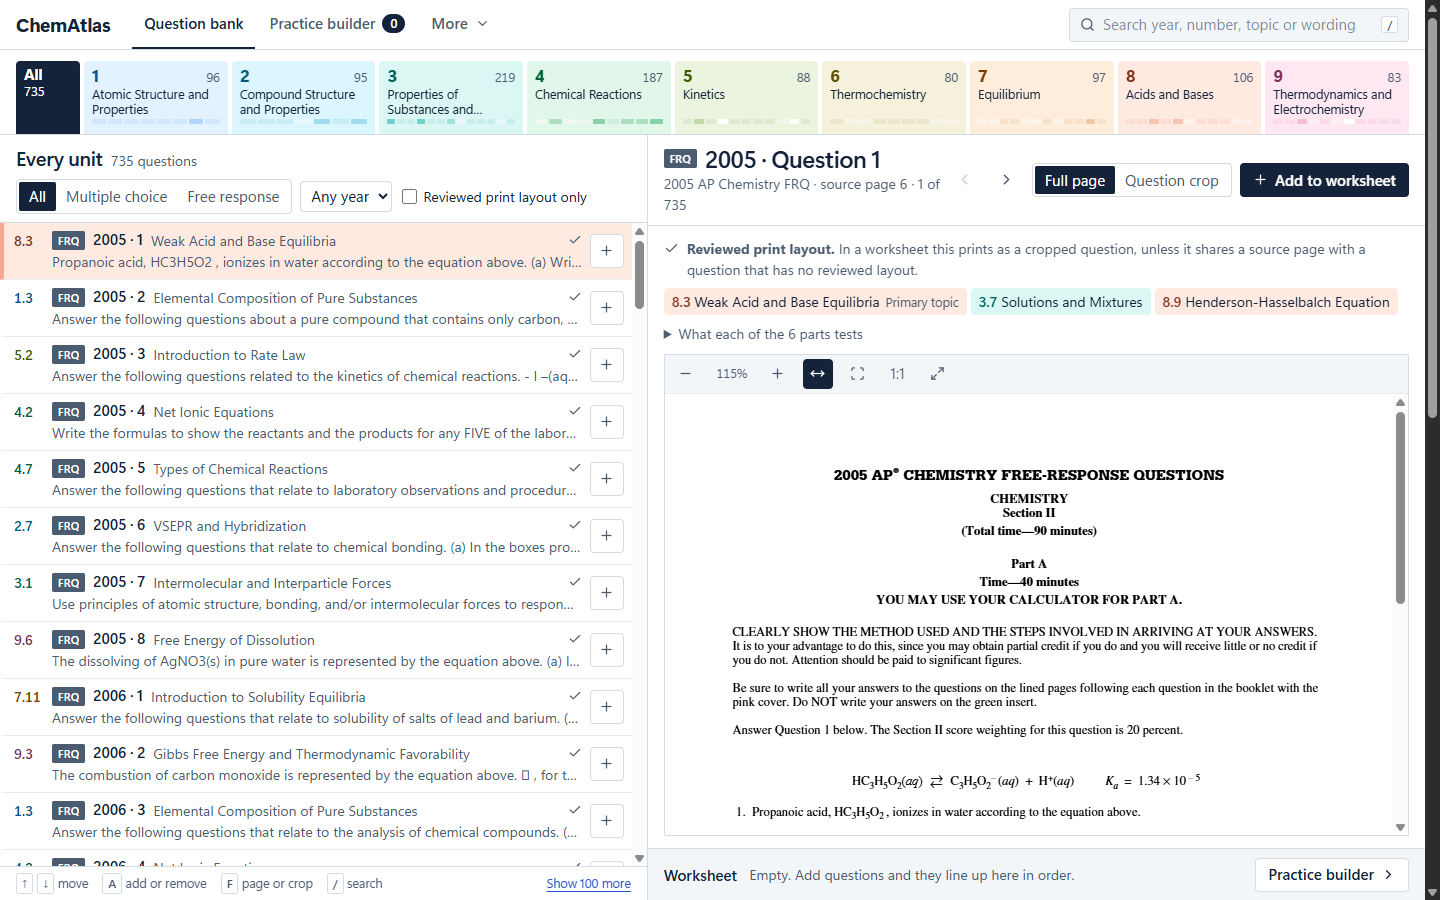 ChemAtlas
Question bank
Practice builder 0
More
Search year, number, topic or wording /
All
735
1 96
Atomic Structure and
Properties
2 95
Compound Structure
and Properties
3 219
Properties of
Substances and...
4 187
Chemical Reactions
5 88
Kinetics
6 80
Thermochemistry
7 97
Equilibrium
8 106
Acids and Bases
9 83
Thermodynamics and
Electrochemistry
Every unit 735 questions
All Multiple choice Free response Any year Reviewed print layout only
8.3 FRQ 2005 · 1 Weak Acid and Base Equilibria
Propanoic acid, HC3H5O2 , ionizes in water according to the equation above. (a) Wri...
1.3 FRQ 2005 · 2 Elemental Composition of Pure Substances
Answer the following questions about a pure compound that contains only carbon, ...
5.2 FRQ 2005 · 3 Introduction to Rate Law
Answer the following questions related to the kinetics of chemical reactions. - I –(aq...
4.2 FRQ 2005 · 4 Net Ionic Equations
Write the formulas to show the reactants and the products for any FIVE of the labor...
4.7 FRQ 2005 · 5 Types of Chemical Reactions
Answer the following questions that relate to laboratory observations and procedur...
2.7 FRQ 2005 · 6 VSEPR and Hybridization
Answer the following questions that relate to chemical bonding. (a) In the boxes pro...
3.1 FRQ 2005 · 7 Intermolecular and Interparticle Forces
Use principles of atomic structure, bonding, and/or intermolecular forces to respon...
9.6 FRQ 2005 · 8 Free Energy of Dissolution
The dissolving of AgNO3(s) in pure water is represented by the equation above. (a) I...
7.11 FRQ 2006 · 1 Introduction to Solubility Equilibria
Answer the following questions that relate to solubility of salts of lead and barium. (...
9.3 FRQ 2006 · 2 Gibbs Free Energy and Thermodynamic Favorability
The combustion of carbon monoxide is represented by the equation above. , for t...
1.3 FRQ 2006 · 3 Elemental Composition of Pure Substances
Answer the following questions that relate to the analysis of chemical compounds. (...
↑ ↓ move A add or remove F page or crop / search Show 100 more
FRQ 2005 · Question 1
2005 AP Chemistry FRQ · source page 6 · 1 of
735
Full page Question crop
+ Add to worksheet
Reviewed print layout. In a worksheet this prints as a cropped question, unless it shares a source page with a
question that has no reviewed layout.
8.3 Weak Acid and Base Equilibria Primary topic 3.7 Solutions and Mixtures 8.9 Henderson-Hasselbalch Equation
What each of the 6 parts tests
− 115% + 1:1
2005 AP® CHEMISTRY FREE-RESPONSE QUESTIONS
CHEMISTRY
Section II
(Total time—90 minutes)
Part A
Time—40 minutes
YOU MAY USE YOUR CALCULATOR FOR PART A.
CLEARLY SHOW THE METHOD USED AND THE STEPS INVOLVED IN ARRIVING AT YOUR ANSWERS.
It is to your advantage to do this, since you may obtain partial credit if you do and you will receive little or no credit if
you do not. Attention should be paid to significant figures.
Be sure to write all your answers to the questions on the lined pages following each question in the booklet with the
pink cover. Do NOT write your answers on the green insert.
Answer Question 1 below. The Section II score weighting for this question is 20 percent.
HC₃H₅O₂(aq) ⇄ C₃H₅O₂⁻(aq) + H⁺(aq) Kₐ = 1.34 × 10⁻⁵
1. Propanoic acid, HC₃H₅O₂, ionizes in water according to the equation above.
Worksheet Empty. Add questions and they line up here in order.
Practice builder